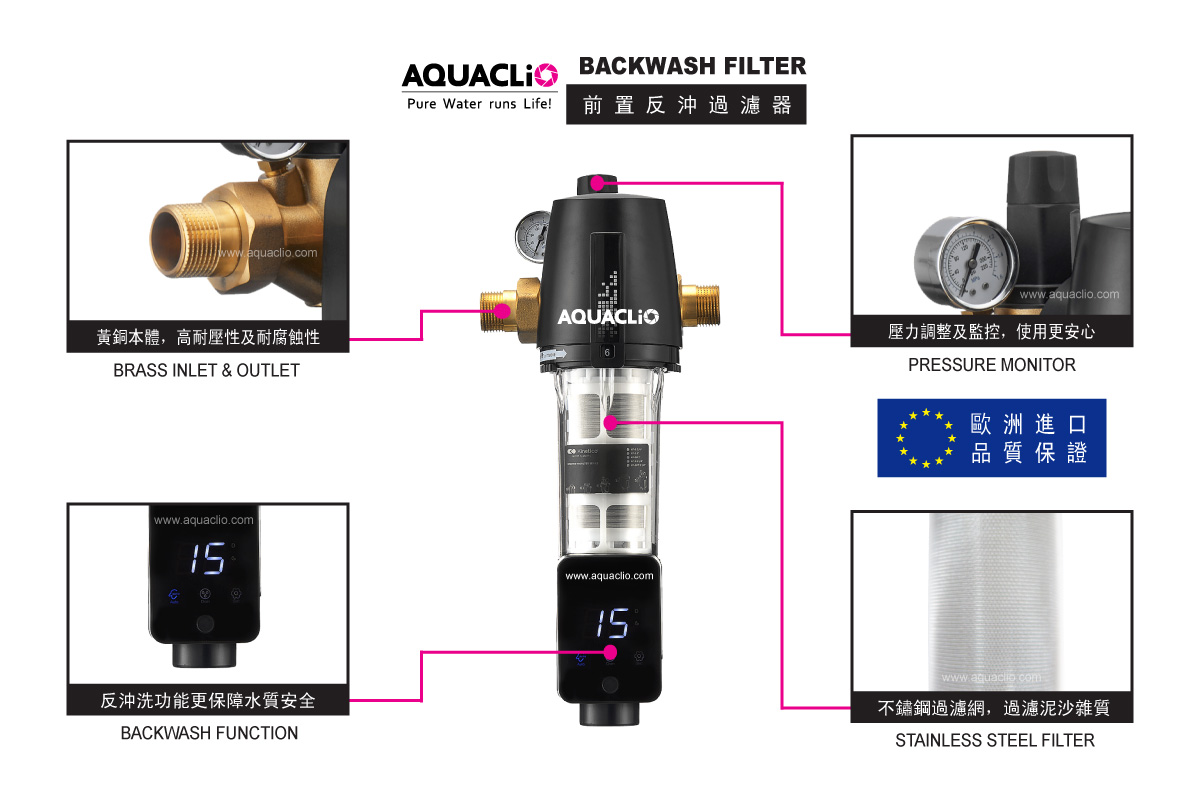 AQUACLiO
Pure Water runs Life!
BACKWASH FILTER
前置反沖過濾器
www.aquaclio.com
黃銅本體，高耐壓性及耐腐蝕性
BRASS INLET & OUTLET
www.aquaclio.com
壓力調整及監控，使用更安心
PRESSURE MONITOR
AQUACLiO
6
歐洲進口
品質保證
Kinetico
www.aquaclio.com
15
反沖洗功能更保障水質安全
BACKWASH FUNCTION
www.aquaclio.com
15
www.aquaclio.com
不鏽鋼過濾網，過濾泥沙雜質
STAINLESS STEEL FILTER